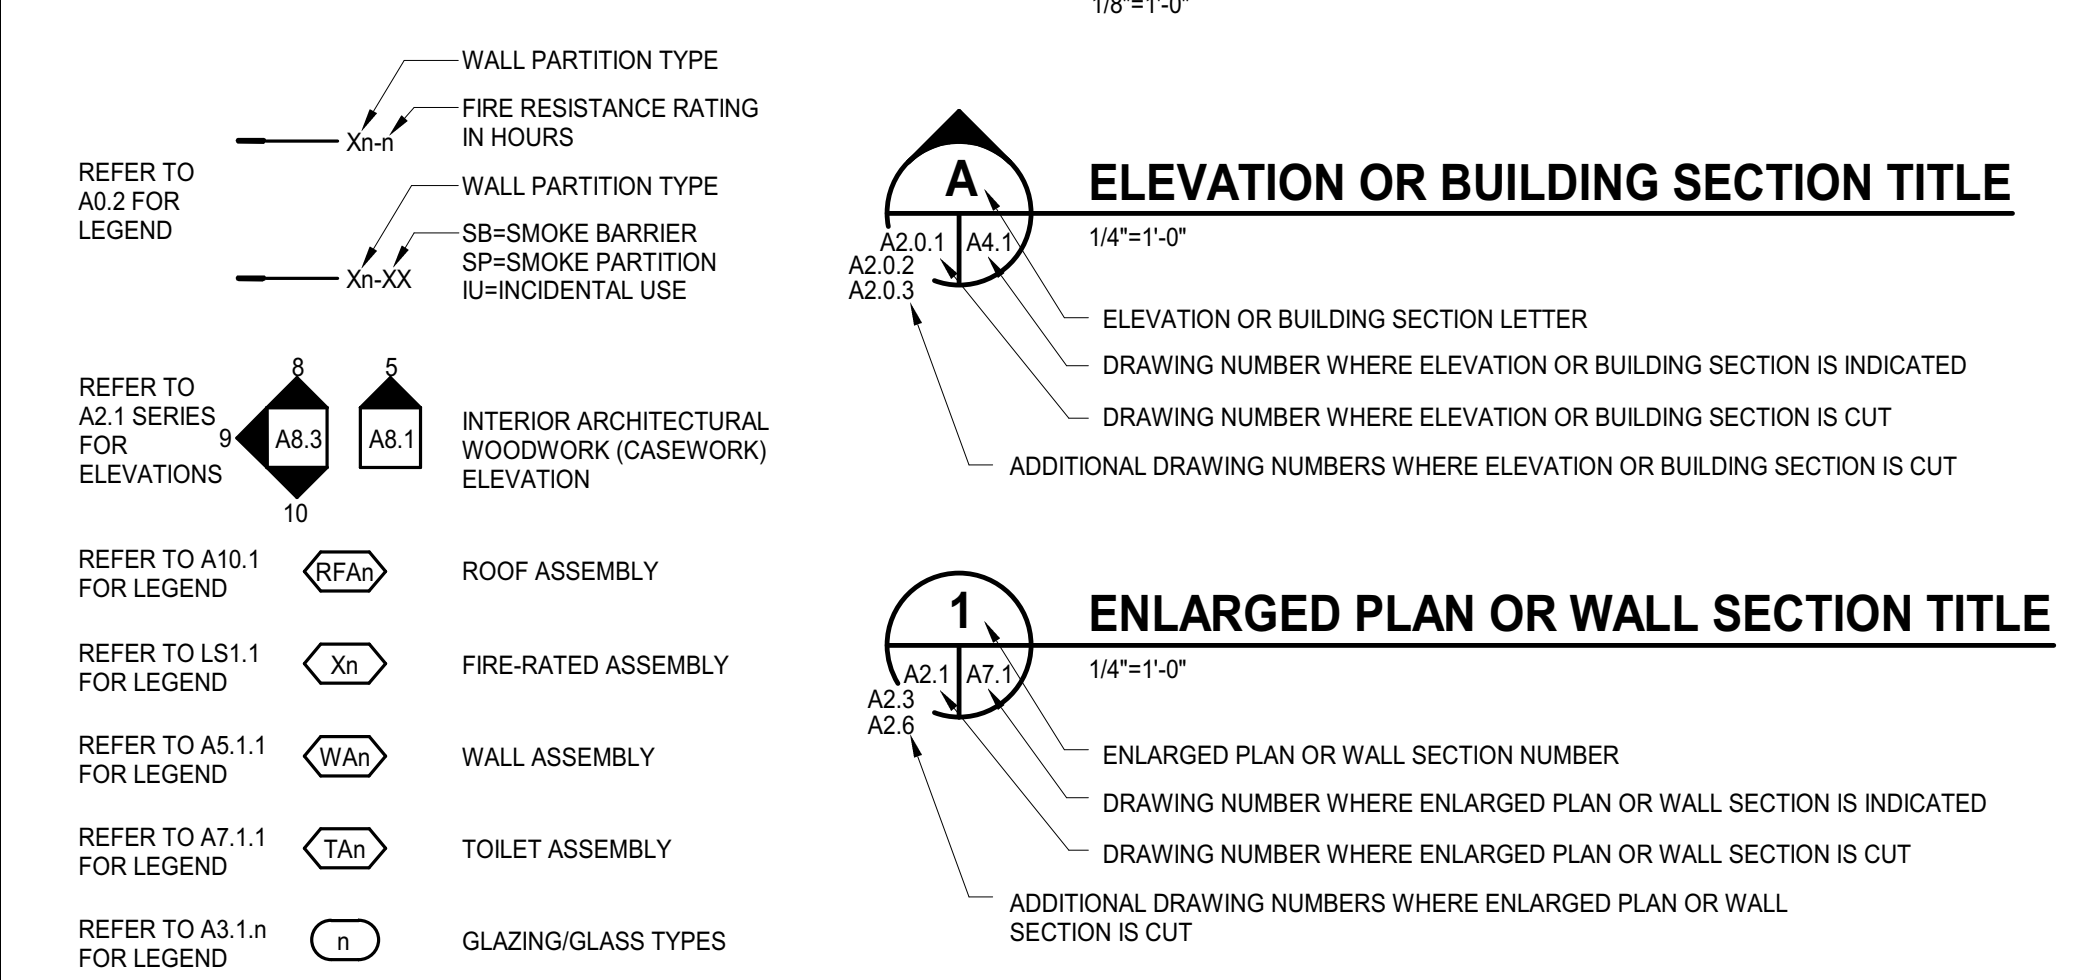 1/8"=1'-0"
WALL PARTITION TYPE
FIRE RESISTANCE RATING
IN HOURS
Xn-n
REFER TO
A0.2 FOR
LEGEND
WALL PARTITION TYPE
SB=SMOKE BARRIER
SP=SMOKE PARTITION
IU=INCIDENTAL USE
Xn-XX
REFER TO
A2.1 SERIES
FOR
ELEVATIONS
8
9
A8.3
10
5
A8.1
INTERIOR ARCHITECTURAL
WOODWORK (CASEWORK)
ELEVATION
REFER TO A10.1
FOR LEGEND
RFAn
ROOF ASSEMBLY
REFER TO LS1.1
FOR LEGEND
Xn
FIRE-RATED ASSEMBLY
REFER TO A5.1.1
FOR LEGEND
WAn
WALL ASSEMBLY
REFER TO A7.1.1
FOR LEGEND
TAn
TOILET ASSEMBLY
REFER TO A3.1.n
FOR LEGEND
n
GLAZING/GLASS TYPES
A
ELEVATION OR BUILDING SECTION TITLE
1/4"=1'-0"
A2.0.1
A4.1
A2.0.2
A2.0.3
ELEVATION OR BUILDING SECTION LETTER
DRAWING NUMBER WHERE ELEVATION OR BUILDING SECTION IS INDICATED
DRAWING NUMBER WHERE ELEVATION OR BUILDING SECTION IS CUT
ADDITIONAL DRAWING NUMBERS WHERE ELEVATION OR BUILDING SECTION IS CUT
1
ENLARGED PLAN OR WALL SECTION TITLE
1/4"=1'-0"
A2.1
A7.1
A2.3
A2.6
ENLARGED PLAN OR WALL SECTION NUMBER
DRAWING NUMBER WHERE ENLARGED PLAN OR WALL SECTION IS INDICATED
DRAWING NUMBER WHERE ENLARGED PLAN OR WALL SECTION IS CUT
ADDITIONAL DRAWING NUMBERS WHERE ENLARGED PLAN OR WALL
SECTION IS CUT